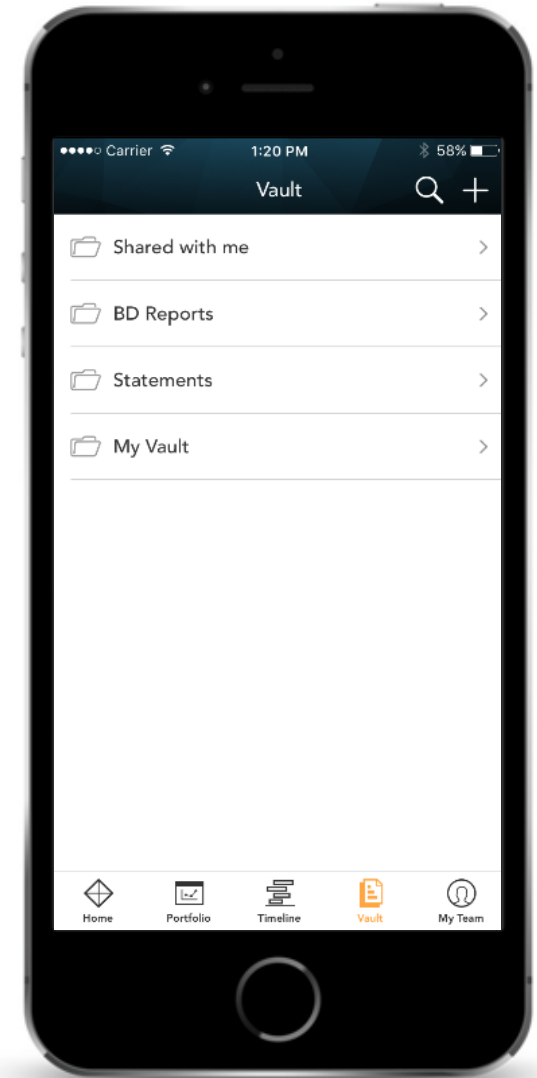 Carrier 1:20 PM 58%
Vault
Shared with me
BD Reports
Statements
My Vault
Home Portfolio Timeline Vault My Team